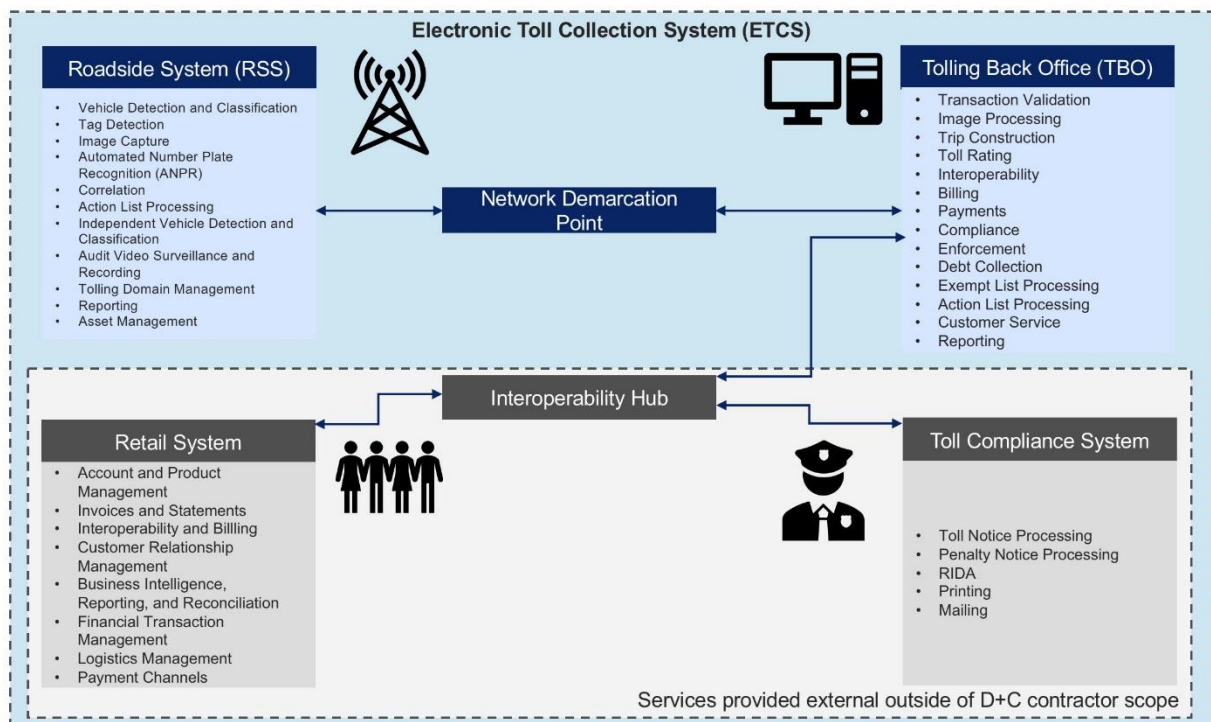 Electronic Toll Collection System (ETCS)
Roadside System (RSS)
• Vehicle Detection and Classification
• Tag Detection
• Image Capture
• Automated Number Plate
Recognition (ANPR)
• Correlation
• Action List Processing
• Independent Vehicle Detection and
Classification
• Audit Video Surveillance and
Recording
• Tolling Domain Management
• Reporting
• Asset Management
Network Demarcation
Point
Tolling Back Office (TBO)
• Transaction Validation
• Image Processing
• Trip Construction
• Toll Rating
• Interoperability
• Billing
• Payments
• Compliance
• Enforcement
• Debt Collection
• Exempt List Processing
• Action List Processing
• Customer Service
• Reporting
Interoperability Hub
Retail System
• Account and Product
Management
• Invoices and Statements
• Interoperability and Billling
• Customer Relationship
Management
• Business Intelligence,
Reporting, and Reconciliation
• Financial Transaction
Management
• Logistics Management
• Payment Channels
Toll Compliance System
• Toll Notice Processing
• Penalty Notice Processing
• RIDA
• Printing
• Mailing
Services provided external outside of D+C contractor scope